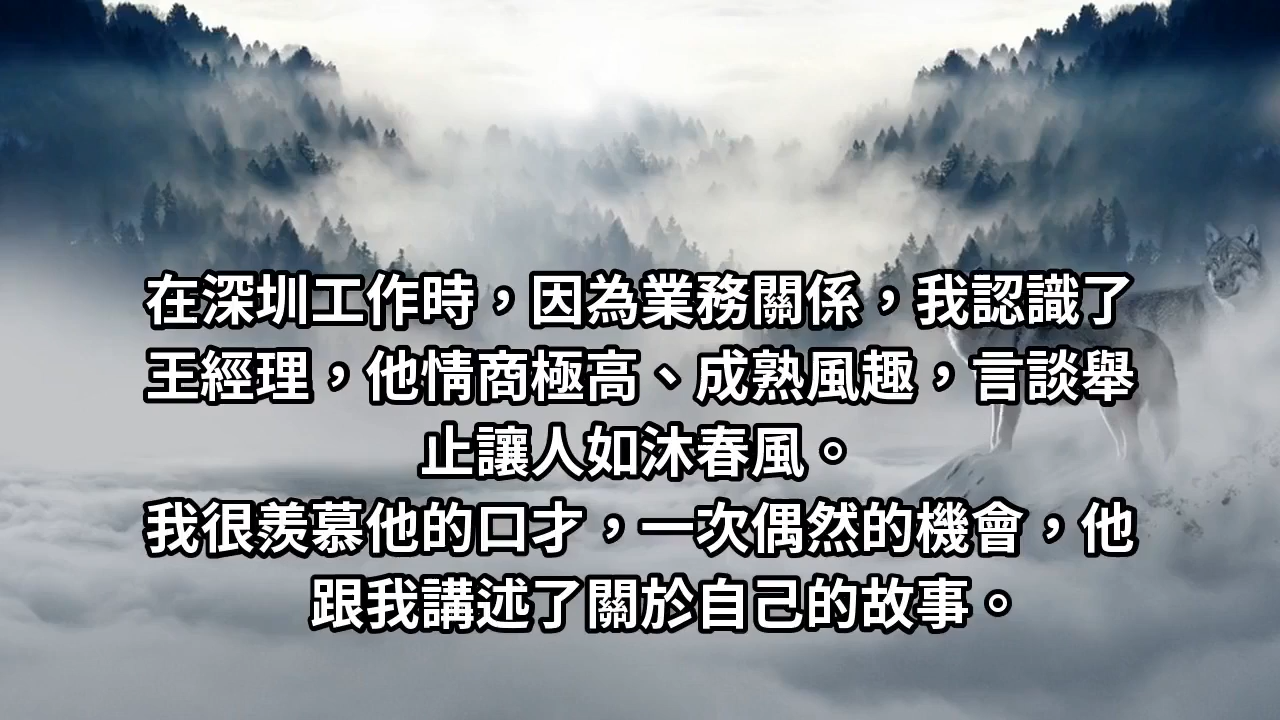 在深圳工作時，因為業務關係，我認識了
王經理，他情商極高、成熟風趣，言談舉
止讓人如沐春風。
我很羨慕他的口才，一次偶然的機會，他
跟我講述了關於自己的故事。